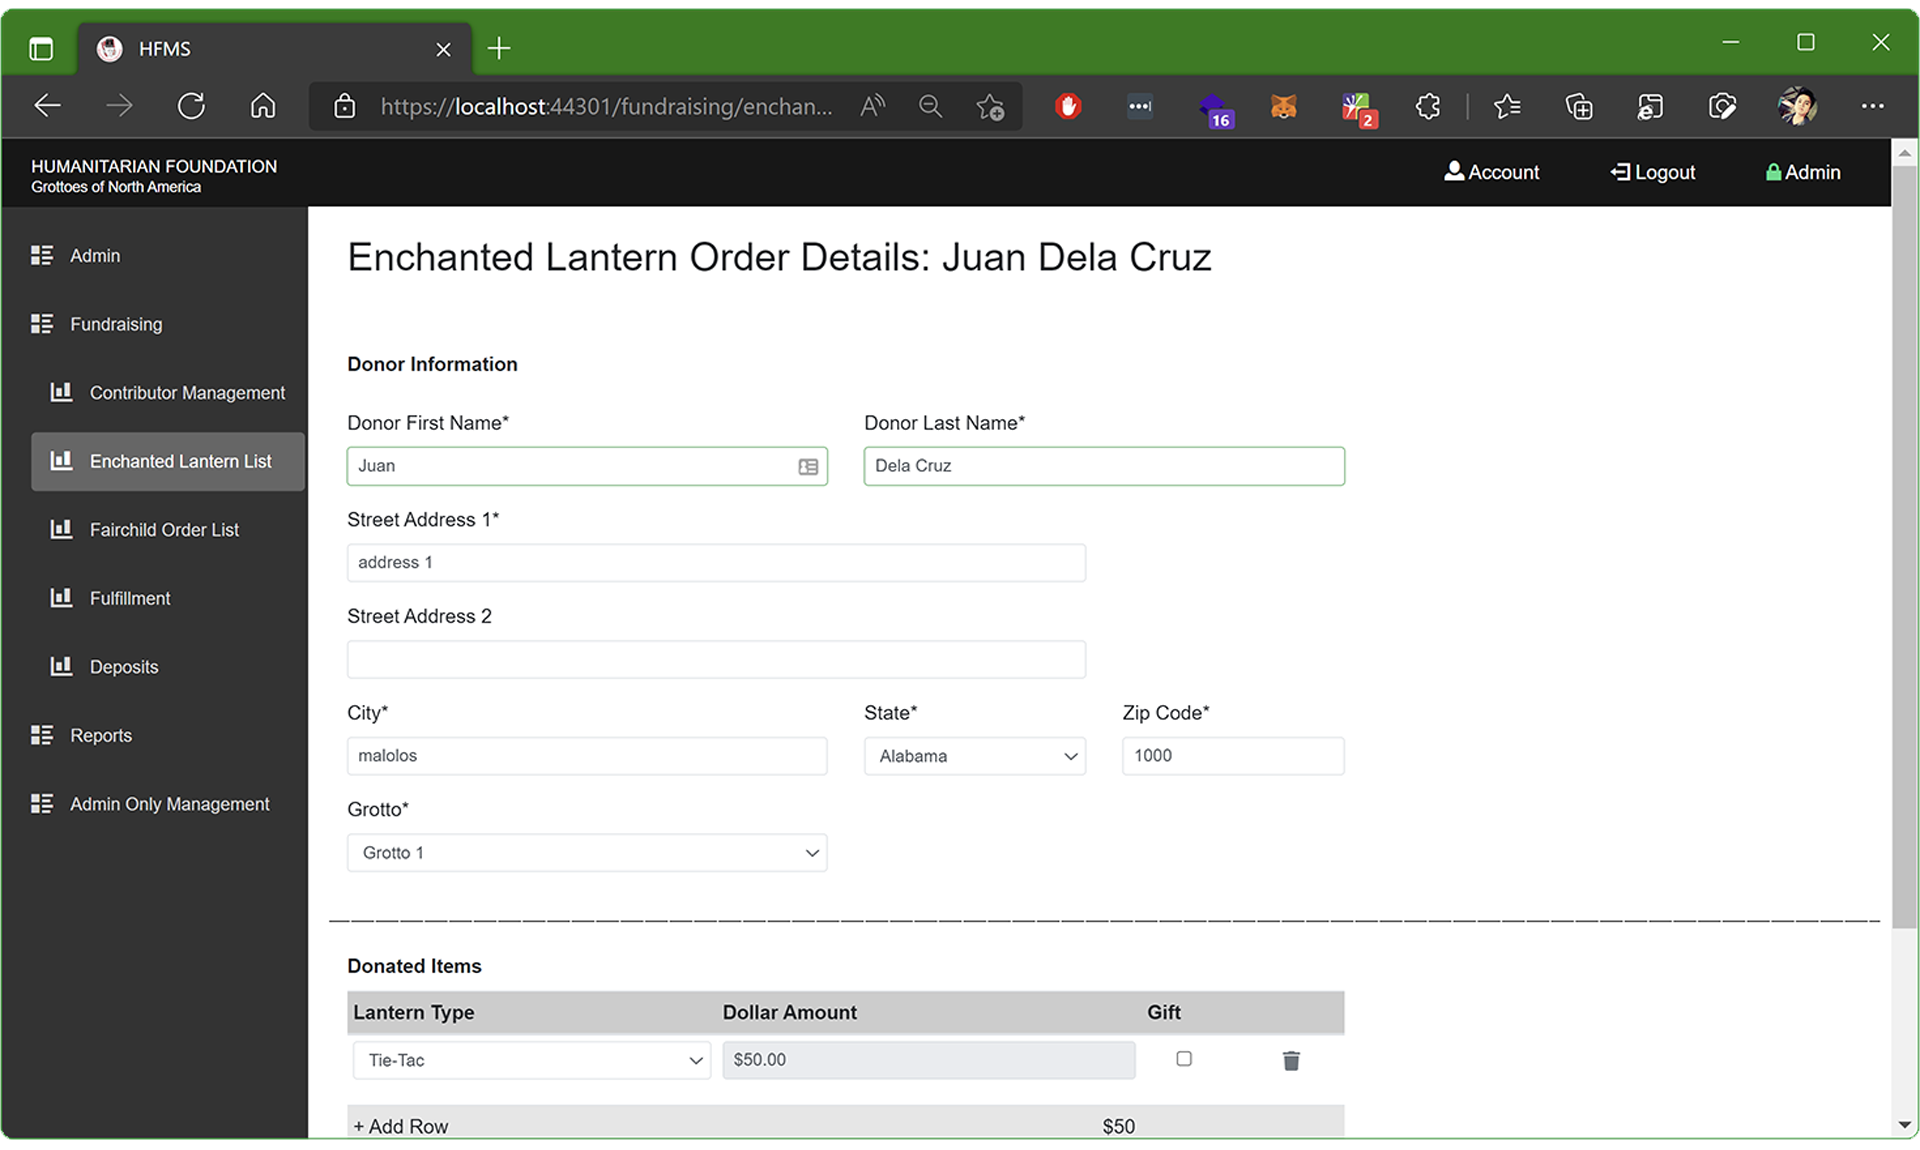 HFMS
https://localhost:44301/fundraising/enchan...
16
2
HUMANITARIAN FOUNDATION
Grottoes of North America
Account
Logout
Admin
Admin
Fundraising
Contributor Management
Enchanted Lantern List
Fairchild Order List
Fulfillment
Deposits
Reports
Admin Only Management
Enchanted Lantern Order Details: Juan Dela Cruz
Donor Information
Donor First Name* Donor Last Name*
Juan Dela Cruz
Street Address 1*
address 1
Street Address 2
City* State* Zip Code*
malolos Alabama 1000
Grotto*
Grotto 1
Donated Items
Lantern Type Dollar Amount Gift
Tie-Tac $50.00
+ Add Row $50